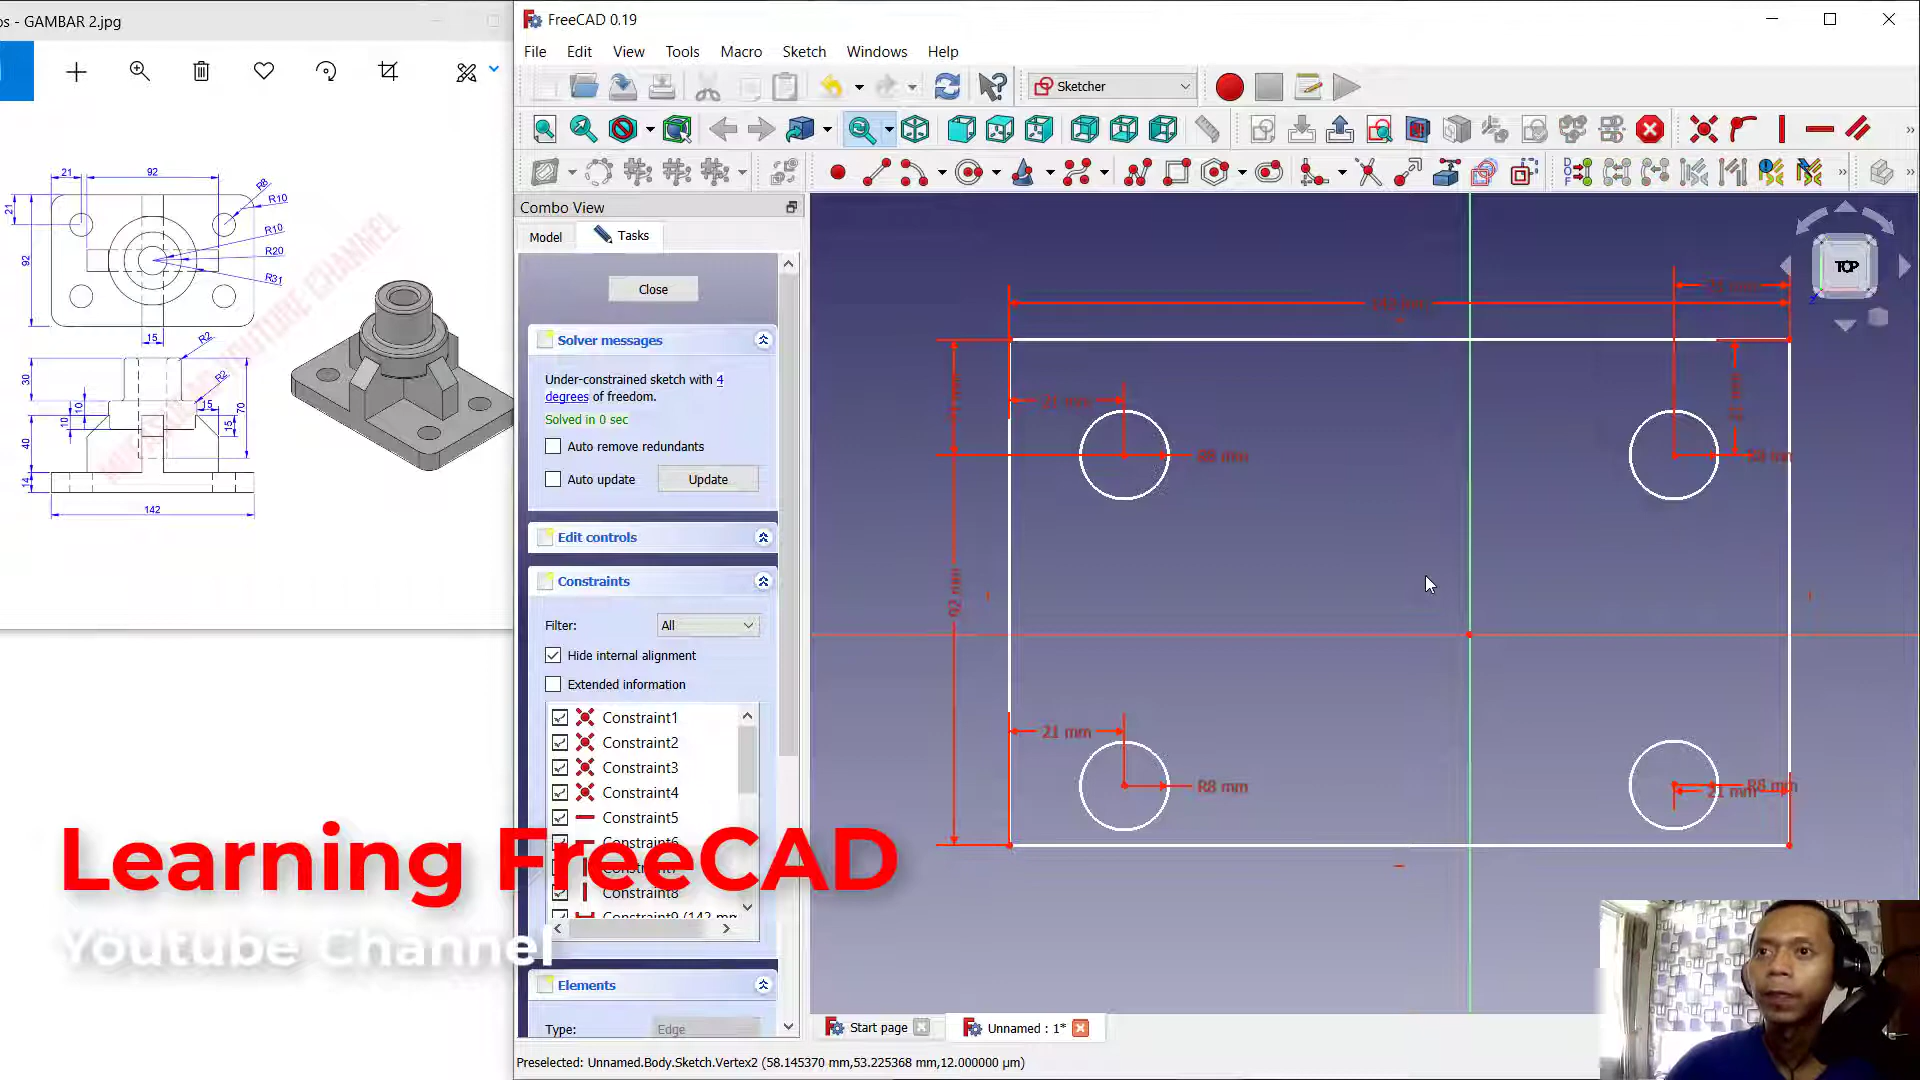 os - GAMBAR 2.jpg
FreeCAD 0.19
File Edit View Tools Macro Sketch Windows Help
Sketcher
Combo View
Model
Tasks
Close
Solver messages
Under-constrained sketch with 4
degrees of freedom.
Solved in 0 sec
Auto remove redundants
Auto update
Update
Edit controls
Constraints
Filter:
All
Hide internal alignment
Extended information
Constraint1
Constraint2
Constraint3
Constraint4
Constraint5
Constraint8
Elements
Type:
Edge
21
92
R8
R10
R10
R20
R31
21
92
15
R2
30
R2
10
10
15
15
70
40
14
142
TOP
21 mm
R8 mm
21 mm
R8 mm
R8 mm
21 mm
Learning FreeCAD
Youtube Channel
Start page
Unnamed : 1*
Preselected: Unnamed.Body.Sketch.Vertex2 (58.145370 mm,53.225368 mm,12.000000 µm)